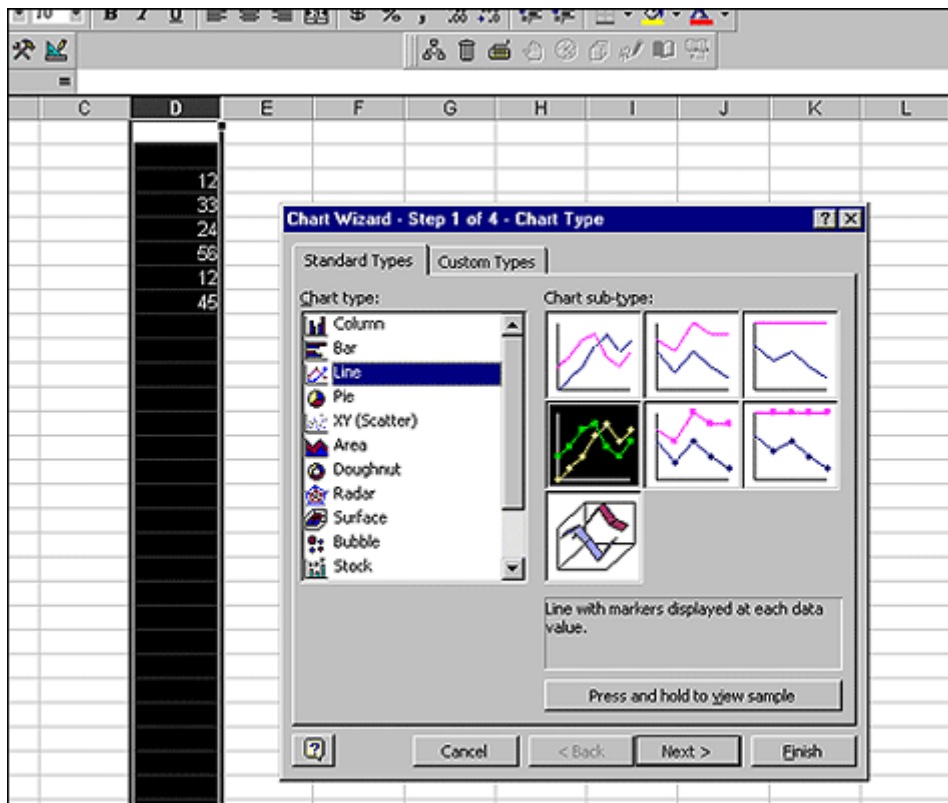 10 B I U $ % , .00 .0
=
C D E F G H I J K L
12
33
24
56
12
45
Chart Wizard - Step 1 of 4 - Chart Type
Standard Types Custom Types
Chart type:
Column
Bar
Line
Pie
XY (Scatter)
Area
Doughnut
Radar
Surface
Bubble
Stock
Chart sub-type:
Line with markers displayed at each data
value.
Press and hold to view sample
Cancel < Back Next > Finish